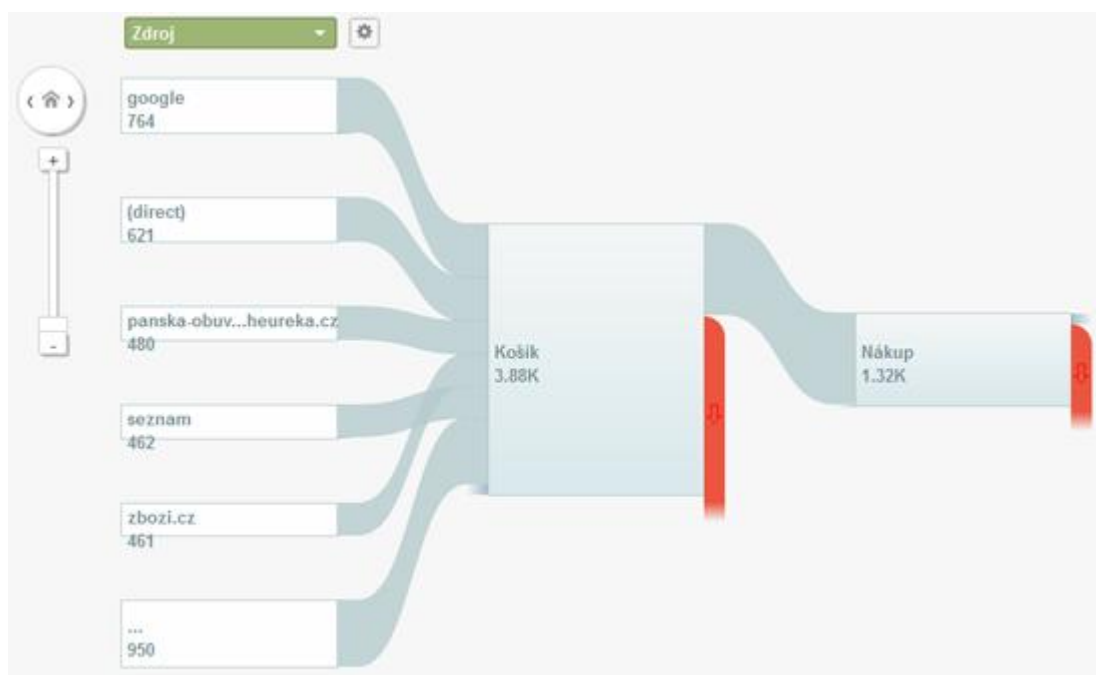 Zdroj
google
764
(direct)
621
panska-obuv...heureka.cz
480
seznam
462
zbozi.cz
461
...
950
Košík
3.88K
Nákup
1.32K